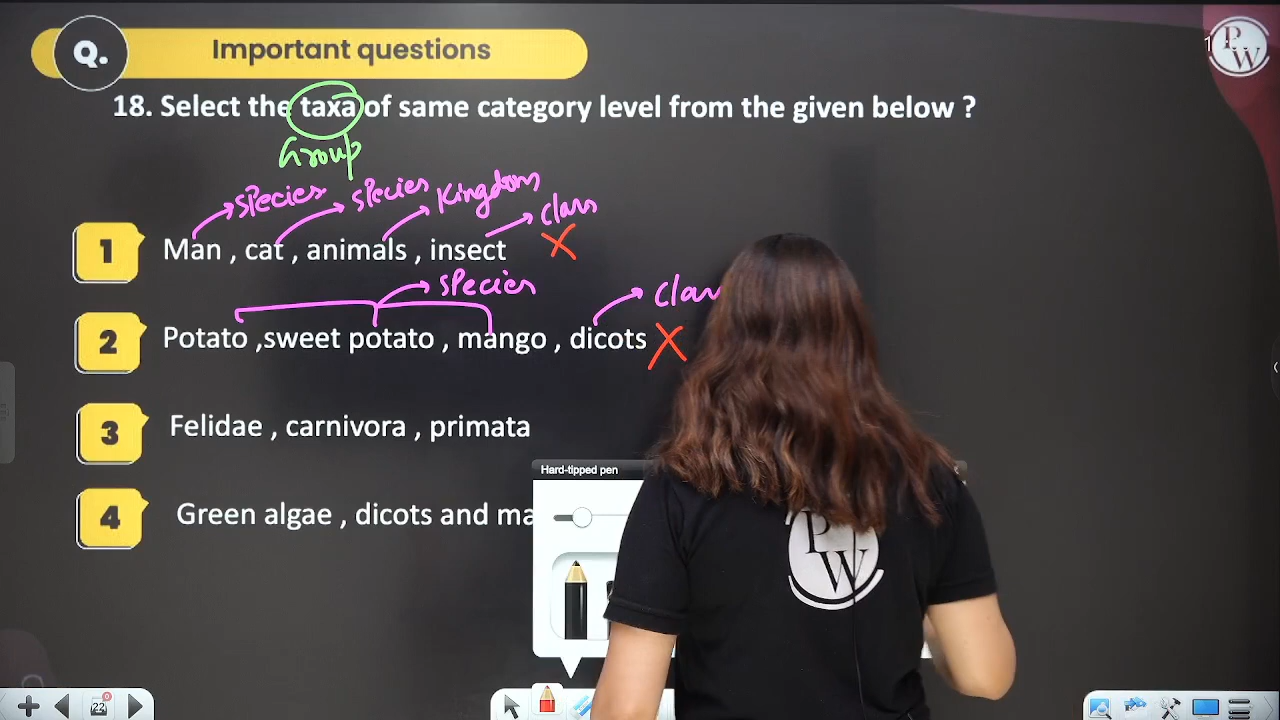 Q. Important questions
PW
18. Select the taxa of same category level from the given below ?
Group
species species Kingdom class
1 Man , cat , animals , insect
species
2 Potato ,sweet potato , mango , dicots
3 Felidae , carnivora , primata
Hard-tipped pen
4 Green algae , dicots and
PW
22